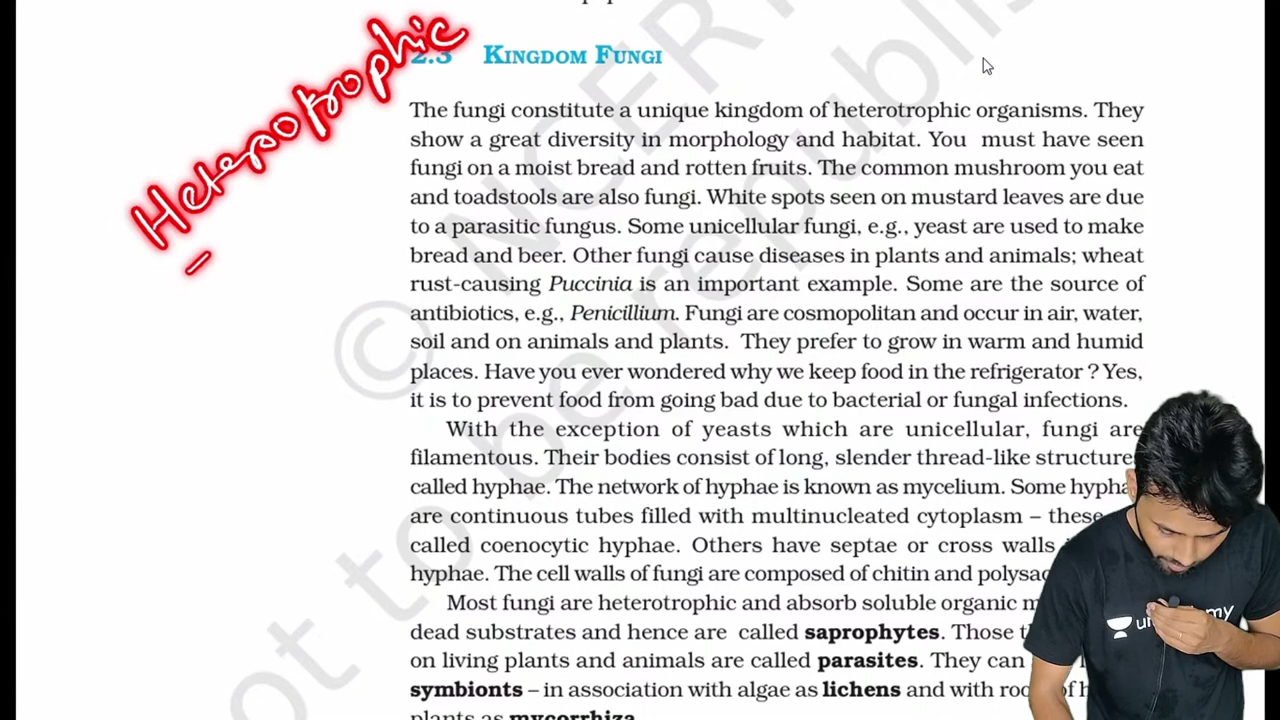 Heterotrophic
2.3 KINGDOM FUNGI
The fungi constitute a unique kingdom of heterotrophic organisms. They
show a great diversity in morphology and habitat. You must have seen
fungi on a moist bread and rotten fruits. The common mushroom you eat
and toadstools are also fungi. White spots seen on mustard leaves are due
to a parasitic fungus. Some unicellular fungi, e.g., yeast are used to make
bread and beer. Other fungi cause diseases in plants and animals; wheat
rust-causing Puccinia is an important example. Some are the source of
antibiotics, e.g., Penicillium. Fungi are cosmopolitan and occur in air, water,
soil and on animals and plants. They prefer to grow in warm and humid
places. Have you ever wondered why we keep food in the refrigerator ? Yes,
it is to prevent food from going bad due to bacterial or fungal infections.
With the exception of yeasts which are unicellular, fungi are
filamentous. Their bodies consist of long, slender thread-like structure
called hyphae. The network of hyphae is known as mycelium. Some hypha
are continuous tubes filled with multinucleated cytoplasm – these
called coenocytic hyphae. Others have septae or cross walls
hyphae. The cell walls of fungi are composed of chitin and polysac
Most fungi are heterotrophic and absorb soluble organic m
dead substrates and hence are called saprophytes. Those t
on living plants and animals are called parasites. They can
symbionts – in association with algae as lichens and with roo of h
plants as mycorrhiza.
© NCERT
not to be republis